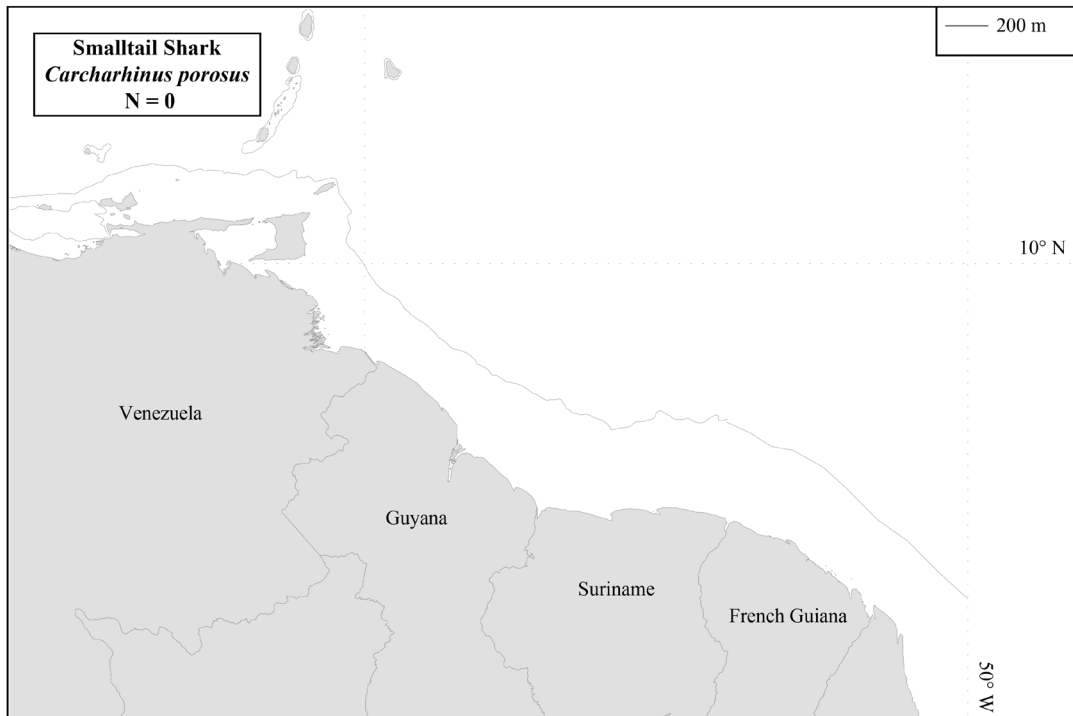 Smalltail Shark
Carcharhinus porosus
N = 0
200 m
10° N
Venezuela
Guyana
Suriname
French Guiana
50° W